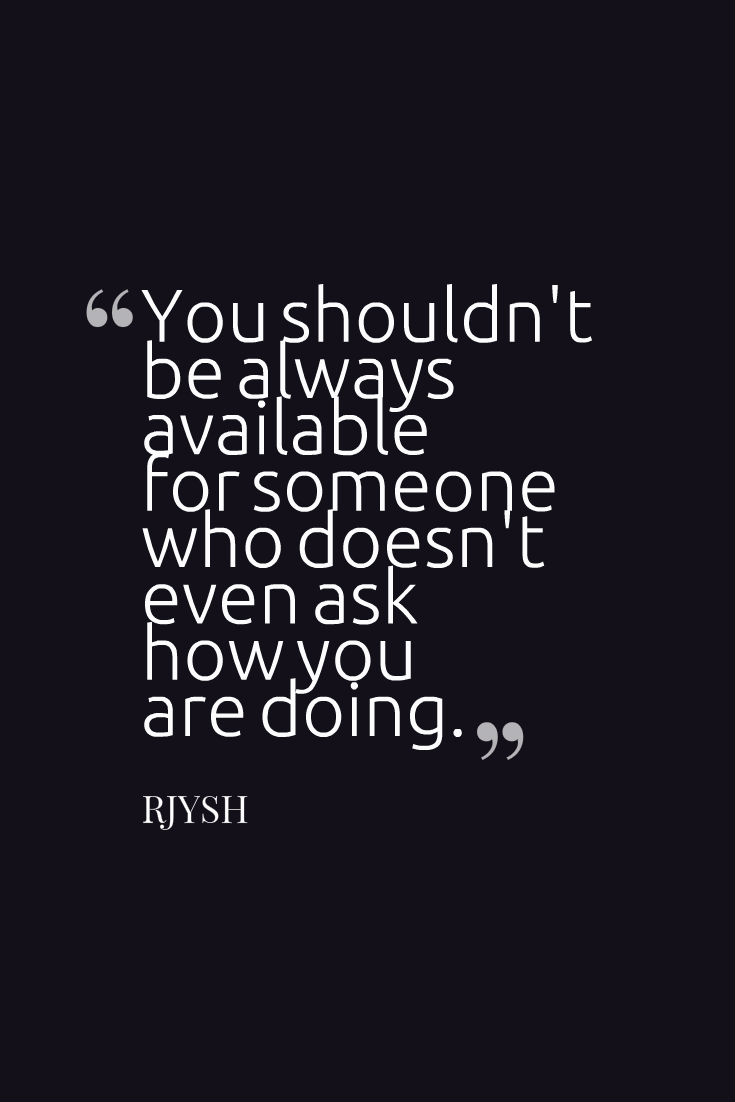 “You shouldn't
be always
available
for someone
who doesn't
even ask
how you
are doing.”
RJYSH